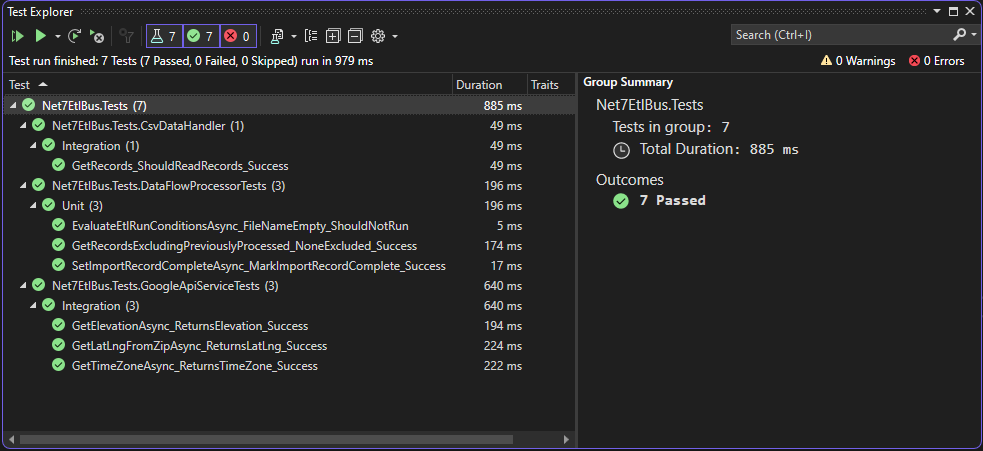 Test Explorer
7 7 0
Search (Ctrl+I)
Test run finished: 7 Tests (7 Passed, 0 Failed, 0 Skipped) run in 979 ms
0 Warnings 0 Errors
Test Duration Traits
Net7EtlBus.Tests (7) 885 ms
Net7EtlBus.Tests.CsvDataHandler (1) 49 ms
Integration (1) 49 ms
GetRecords_ShouldReadRecords_Success 49 ms
Net7EtlBus.Tests.DataFlowProcessorTests (3) 196 ms
Unit (3) 196 ms
EvaluateEtlRunConditionsAsync_FileNameEmpty_ShouldNotRun 5 ms
GetRecordsExcludingPreviouslyProcessed_NoneExcluded_Success 174 ms
SetImportRecordCompleteAsync_MarkImportRecordComplete_Success 17 ms
Net7EtlBus.Tests.GoogleApiServiceTests (3) 640 ms
Integration (3) 640 ms
GetElevationAsync_ReturnsElevation_Success 194 ms
GetLatLngFromZipAsync_ReturnsLatLng_Success 224 ms
GetTimeZoneAsync_ReturnsTimeZone_Success 222 ms
Group Summary
Net7EtlBus.Tests
Tests in group: 7
Total Duration: 885 ms
Outcomes
7 Passed